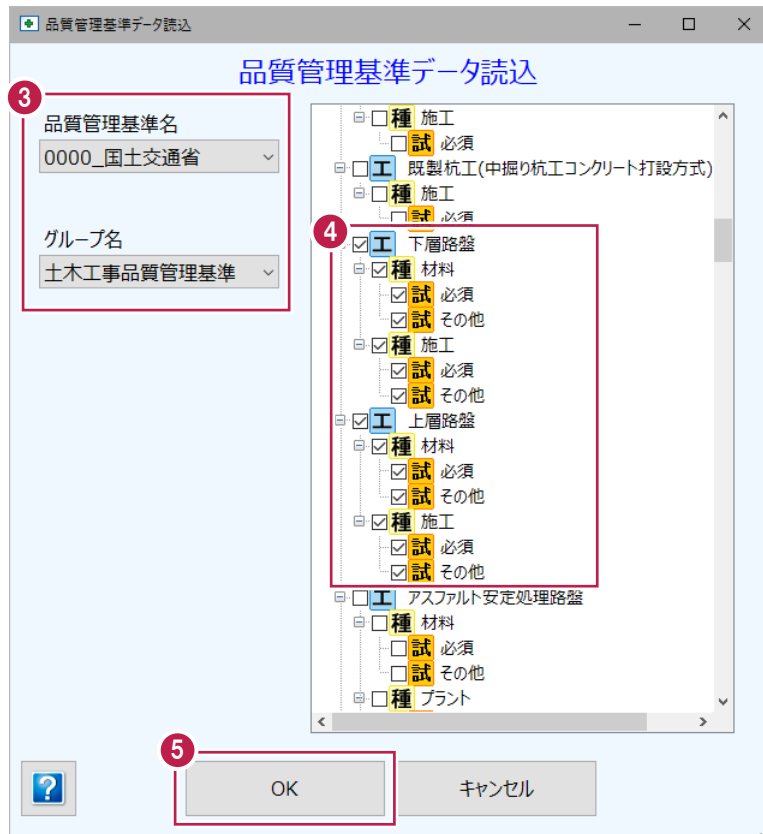 品質管理基準データ読込
品質管理基準データ読込
3
品質管理基準名
0000_国土交通省
グループ名
土木工事品質管理基準
種 施工
試 必須
工 既製杭工(中掘り杭工コンクリート打設方式)
種 施工
試 必須
4
工 下層路盤
種 材料
試 必須
試 その他
種 施工
試 必須
試 その他
工 上層路盤
種 材料
試 必須
試 その他
種 施工
試 必須
試 その他
工 アスファルト安定処理路盤
種 材料
試 必須
試 その他
種 プラント
5
?
OK
キャンセル